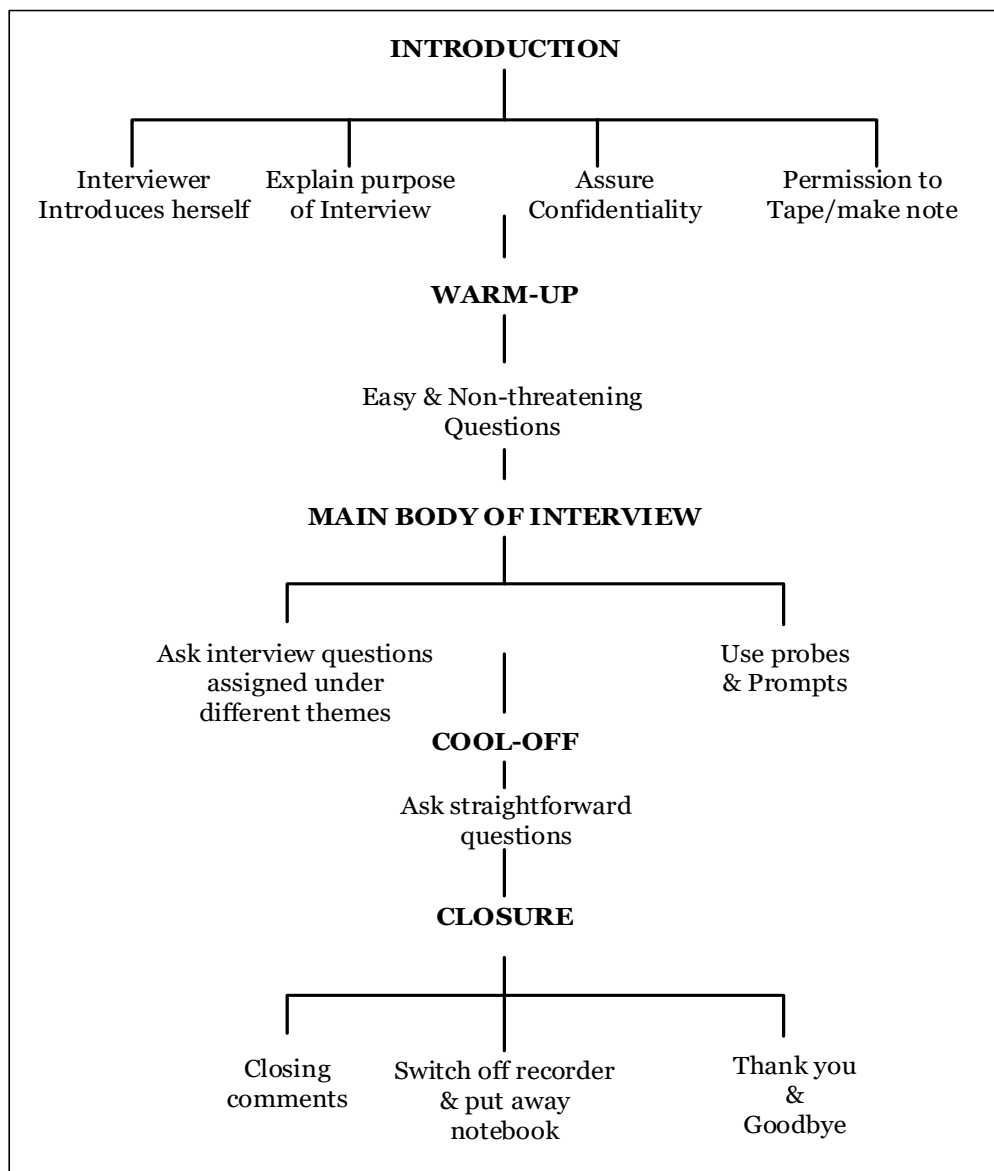 INTRODUCTION
Interviewer
Introduces herself
Explain purpose
of Interview
Assure
Confidentiality
Permission to
Tape/make note
WARM-UP
Easy & Non-threatening
Questions
MAIN BODY OF INTERVIEW
Ask interview questions
assigned under
different themes
Use probes
& Prompts
COOL-OFF
Ask straightforward
questions
CLOSURE
Closing
comments
Switch off recorder
& put away
notebook
Thank you
&
Goodbye